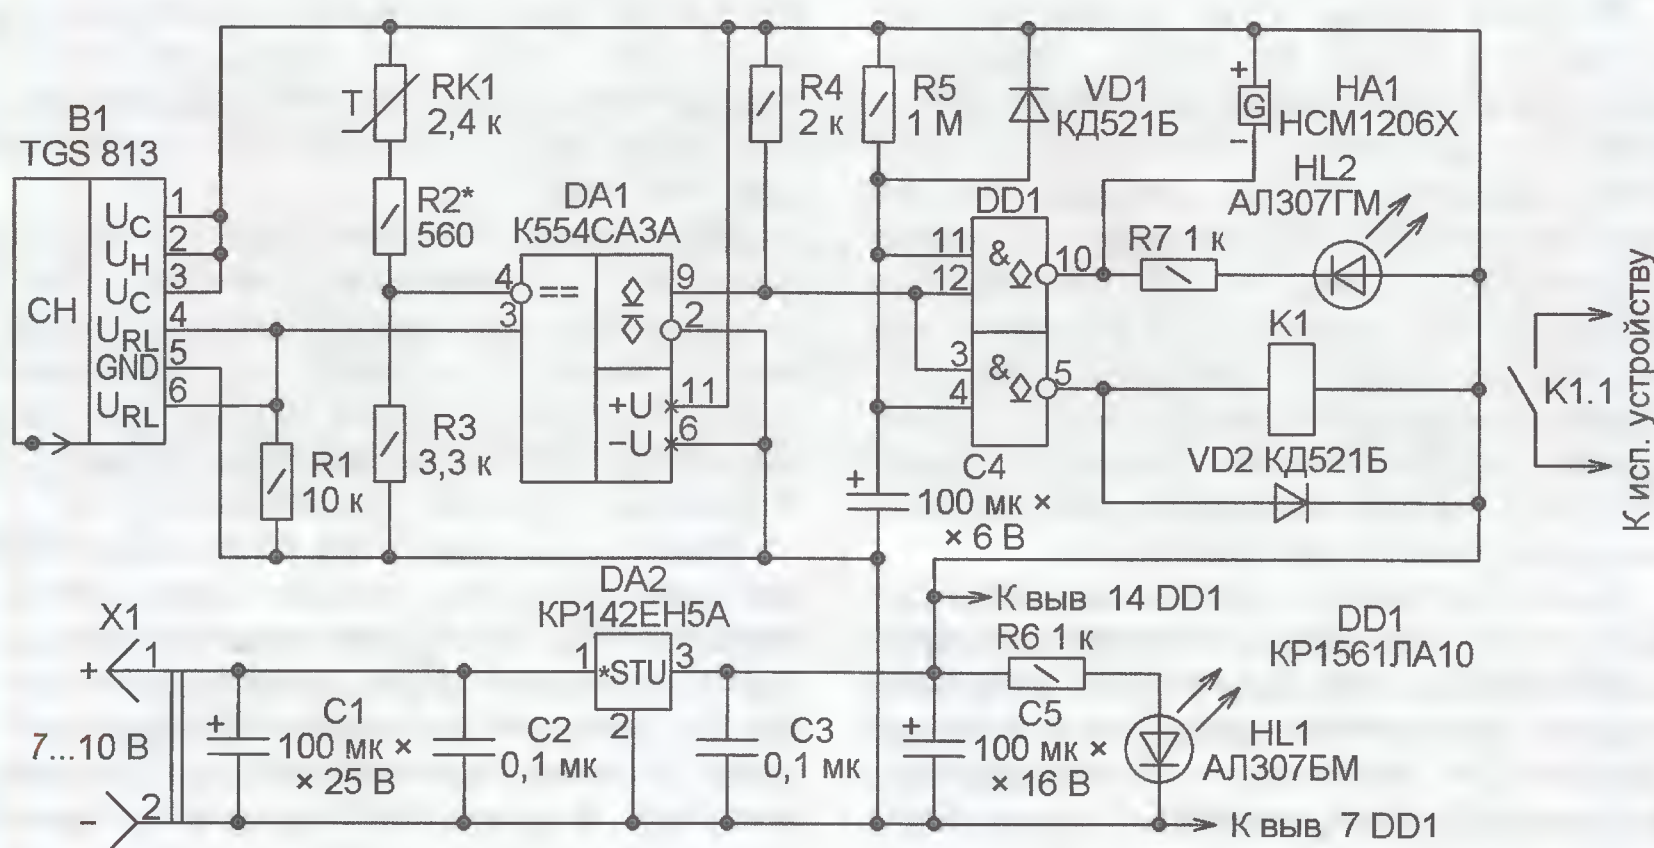 B1
TGS 813
CH
UC
UH
UC
URL
GND
URL
1
2
3
4
5
6
T
RK1
2,4 к
R2*
560
R3
3,3 к
R1
10 к
DA1
К554СА3А
4
3
==
9
2
+U
11
–U
6
R4
2 к
R5
1 М
VD1
КД521Б
+
G
–
HA1
HCM1206X
HL2
АЛ307ГМ
DD1
11
12
&
10
3
4
&
5
R7 1 к
K1
VD2 КД521Б
K1.1
К исп. устройству
+
C4
100 мк ×
× 6 В
X1
+
1
7...10 В
–
2
+
C1
100 мк ×
× 25 В
C2
0,1 мк
DA2
КР142ЕН5А
1
*STU
3
2
C3
0,1 мк
К выв 14 DD1
R6 1 к
+
C5
100 мк ×
× 16 В
DD1
КР1561ЛА10
HL1
АЛ307БМ
К выв 7 DD1